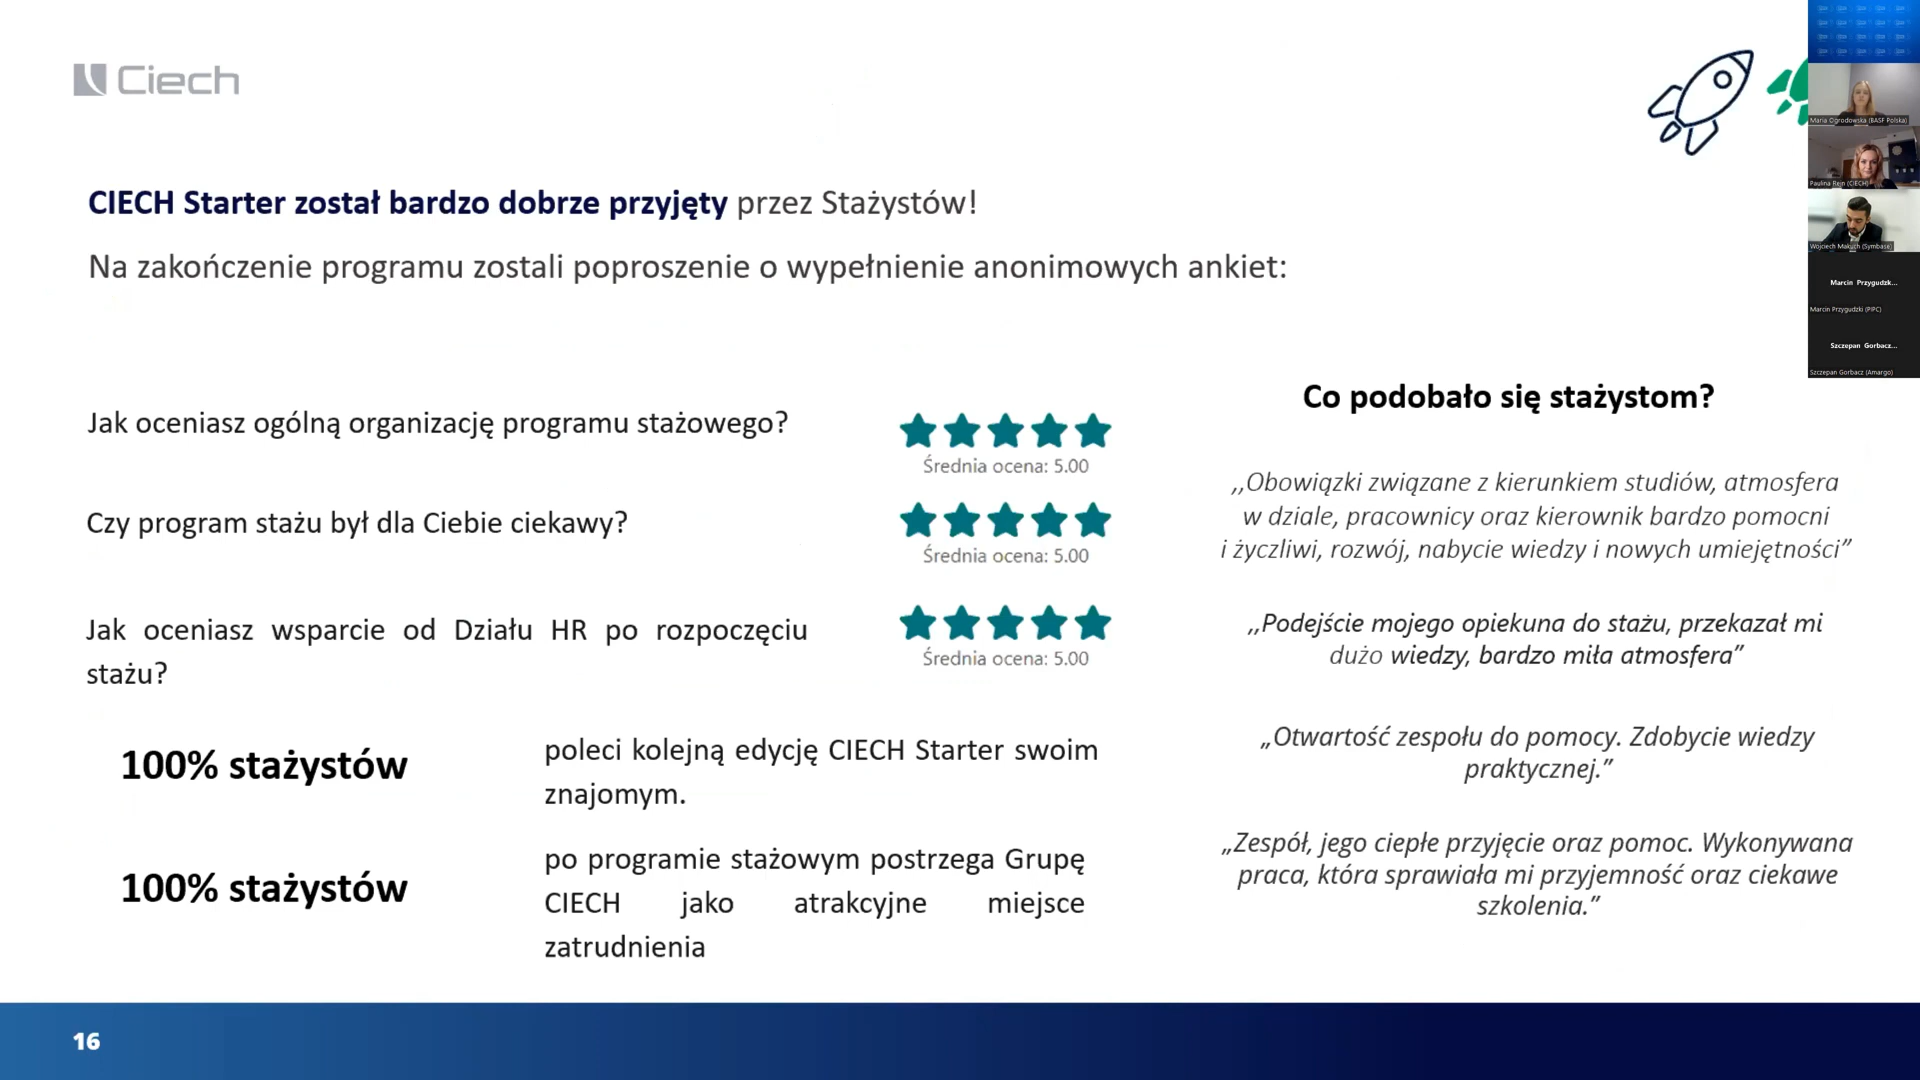 Ciech
CIECH Starter został bardzo dobrze przyjęty przez Stażystów!
Na zakończenie programu zostali poproszenie o wypełnienie anonimowych ankiet:
Jak oceniasz ogólną organizację programu stażowego?
Średnia ocena: 5.00
Czy program stażu był dla Ciebie ciekawy?
Średnia ocena: 5.00
Jak oceniasz wsparcie od Działu HR po rozpoczęciu
stażu?
Średnia ocena: 5.00
100% stażystów
poleci kolejną edycję CIECH Starter swoim
znajomym.
100% stażystów
po programie stażowym postrzega Grupę
CIECH jako atrakcyjne miejsce
zatrudnienia
Co podobało się stażystom?
,,Obowiązki związane z kierunkiem studiów, atmosfera
w dziale, pracownicy oraz kierownik bardzo pomocni
i życzliwi, rozwój, nabycie wiedzy i nowych umiejętności”
,,Podejście mojego opiekuna do stażu, przekazał mi
dużo wiedzy, bardzo miła atmosfera”
„Otwartość zespołu do pomocy. Zdobycie wiedzy
praktycznej.”
„Zespół, jego ciepłe przyjęcie oraz pomoc. Wykonywana
praca, która sprawiała mi przyjemność oraz ciekawe
szkolenia.”
16
Maria Ogrodowska (BASF Polska)
Paulina Rejn (CIECH)
Wojciech Makuch (Symbase)
Marcin Przygudzk...
Marcin Przygudzki (PIPC)
Szczepan Gorbacz...
Szczepan Gorbacz (Amargo)